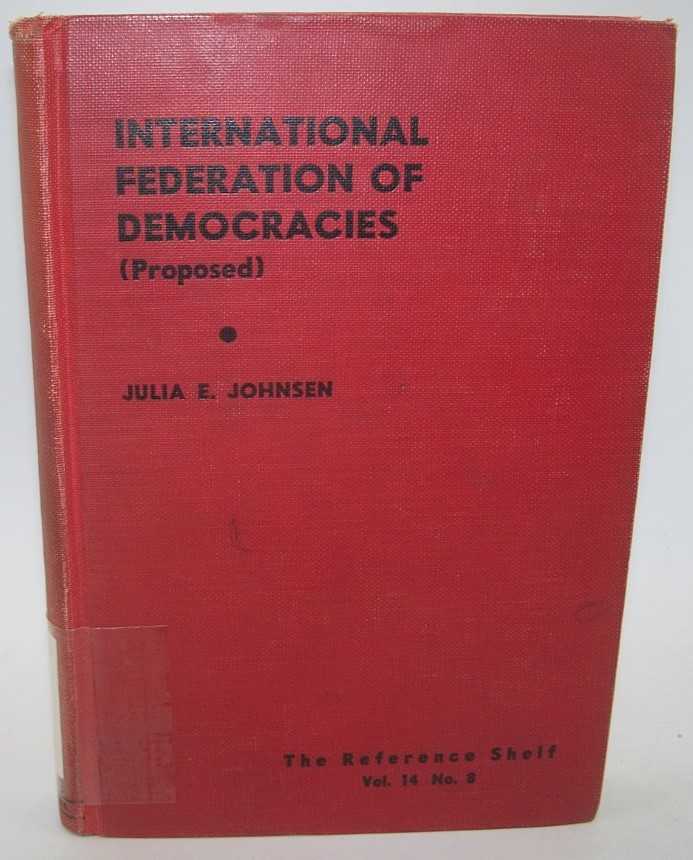 INTERNATIONAL
FEDERATION OF
DEMOCRACIES
(Proposed)
JULIA E. JOHNSEN
The Reference Shelf
Vol. 14 No. 8